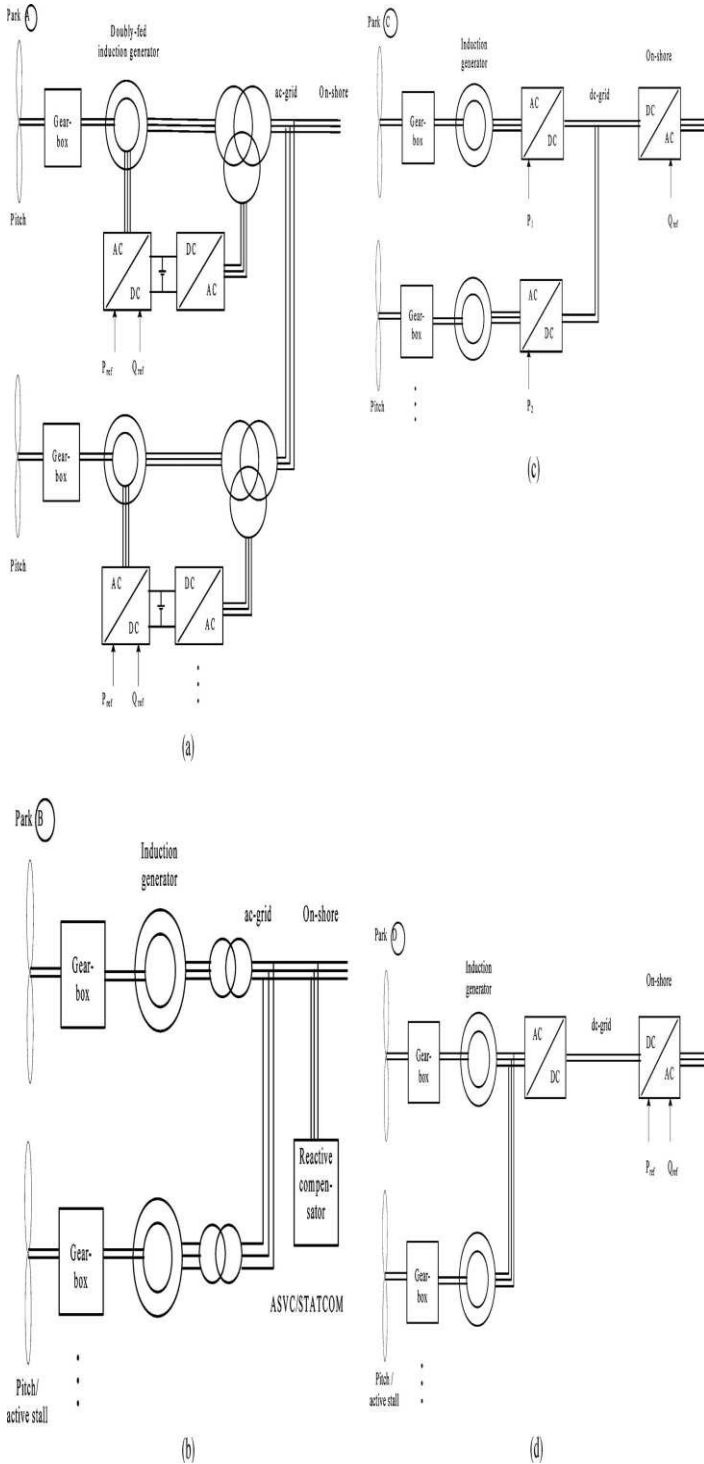 Park A
Doubly-fed
induction generator
ac-grid On-shore
Gear-
box
Pitch
AC
DC
DC
AC
Pref Qref
Gear-
box
Pitch
AC
DC
DC
AC
Pref Qref
(a)
Park C
Induction
generator
On-shore
dc-grid
Gear-
box
AC
DC
DC
AC
P1
Qref
Gear-
box
AC
DC
Pitch
P2
(c)
Park B
Induction
generator
ac-grid On-shore
Gear-
box
Reactive
compen-
sator
Gear-
box
ASVC/STATCOM
Pitch/
active stall
(b)
Park D
Induction
generator
On-shore
dc-grid
Gear-
box
AC
DC
DC
AC
Pref Qref
Gear-
box
Pitch /
active stall
(d)